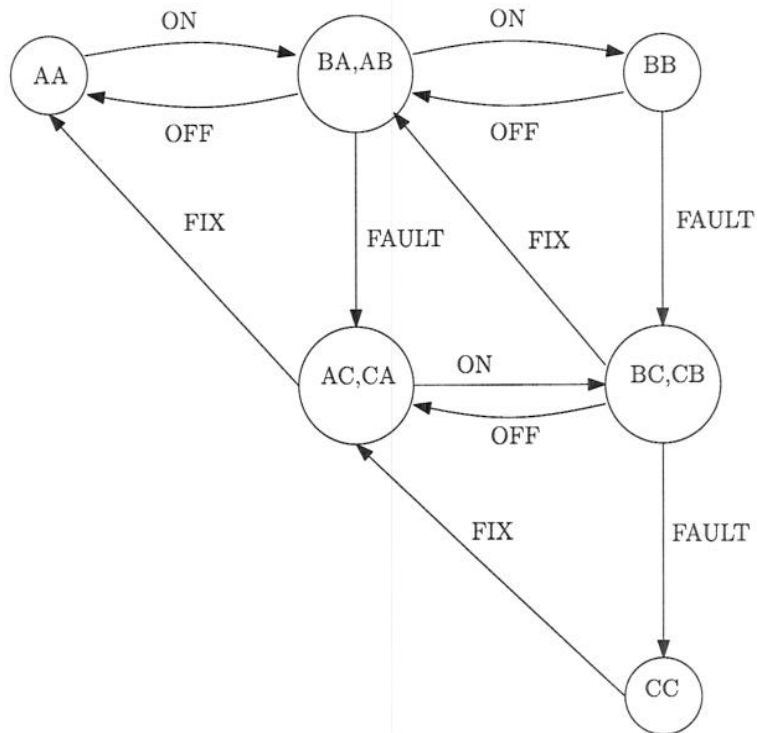 ON
ON
AA
BA,AB
BB
OFF
OFF
FIX
FAULT
FIX
FAULT
AC,CA
ON
BC,CB
OFF
FIX
FAULT
CC